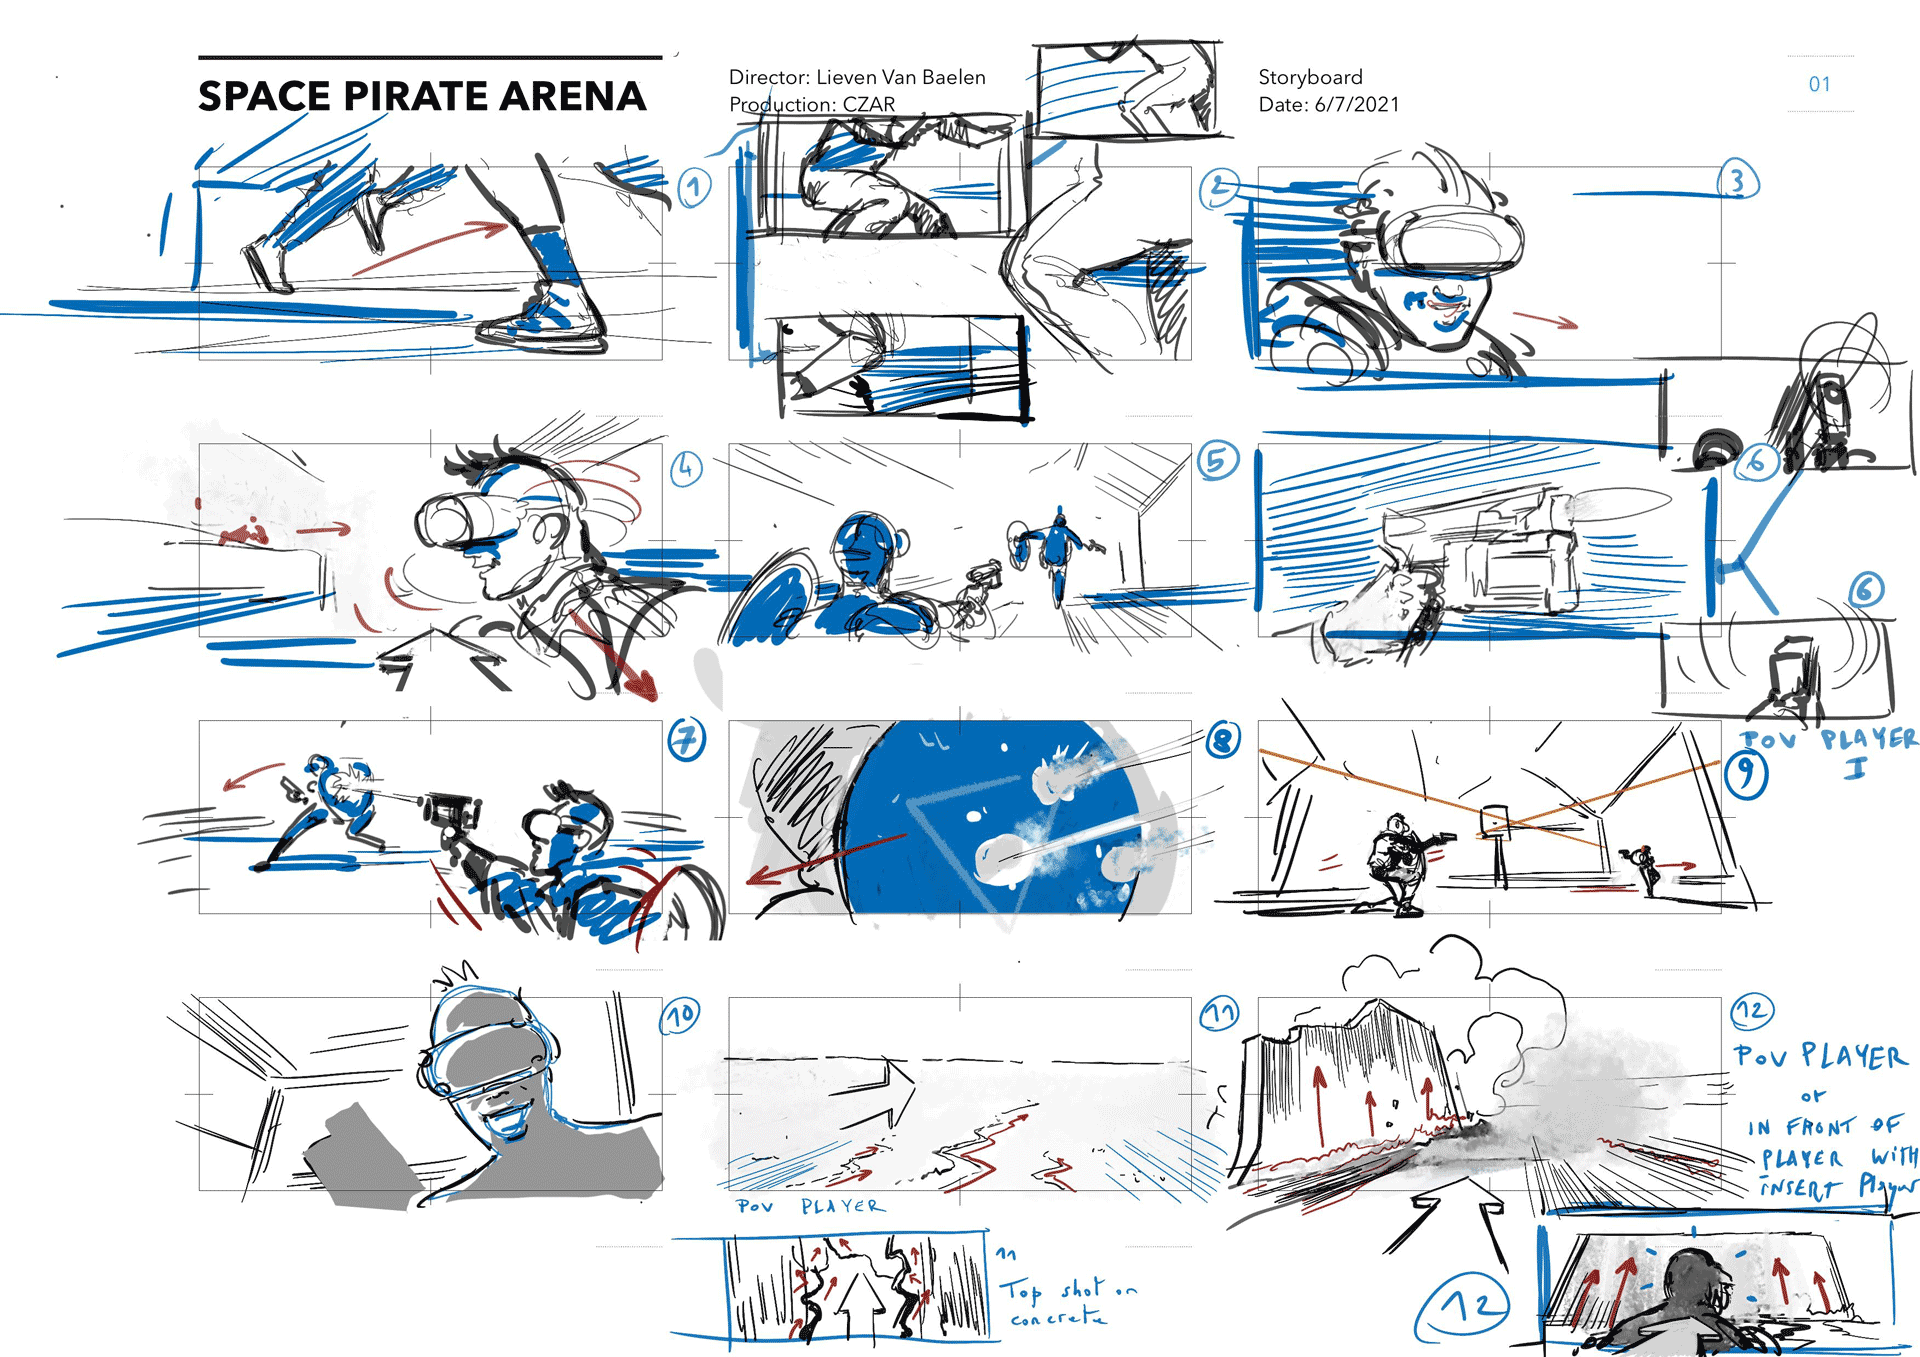 SPACE PIRATE ARENA
Director: Lieven Van Baelen
Production: CZAR
Storyboard
Date: 6/7/2021
01
1
2
3
4
5
6
6
7
8
9
POV PLAYER
I
10
11
12
POV PLAYER
or
IN FRONT OF
PLAYER WITH
INSERT Player
POV PLAYER
11
Top shot on
concrete
12